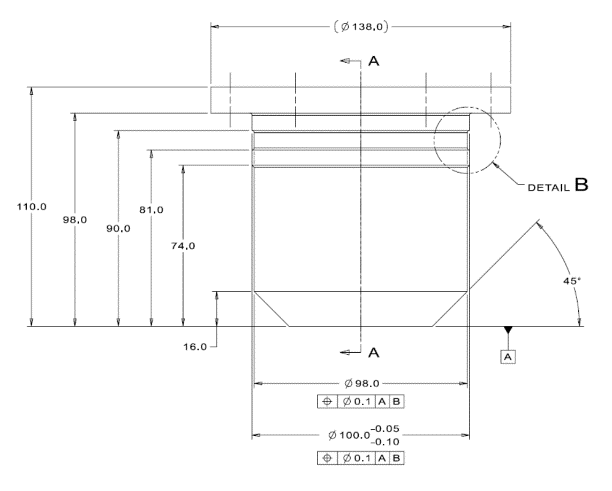 (⌀138.0)
A
DETAIL B
110.0
98.0
90.0
81.0
74.0
45°
16.0
A
A
⌀98.0
⌖ ⌀0.1 A B
⌀100.0 -0.05 -0.10
⌖ ⌀0.1 A B